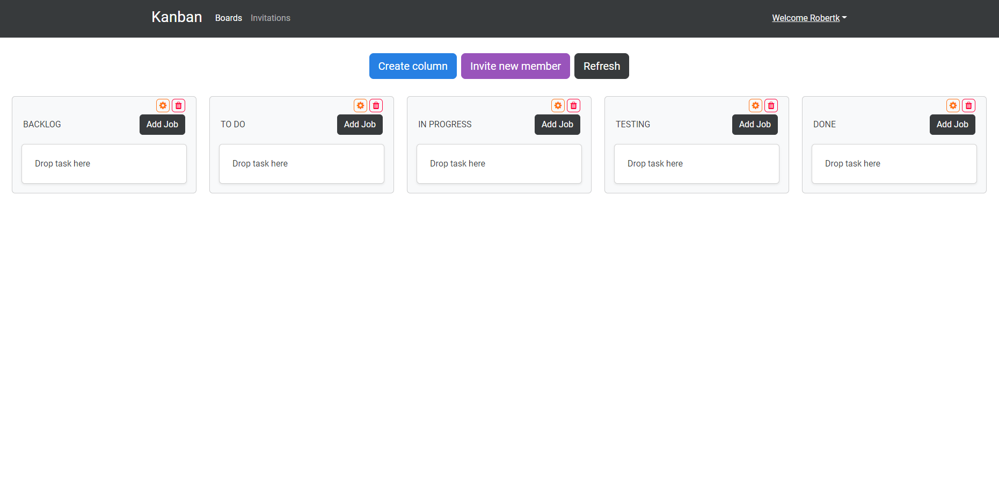 Kanban Boards Invitations Welcome Robertk
Create column Invite new member Refresh
BACKLOG Add Job
Drop task here
TO DO Add Job
Drop task here
IN PROGRESS Add Job
Drop task here
TESTING Add Job
Drop task here
DONE Add Job
Drop task here